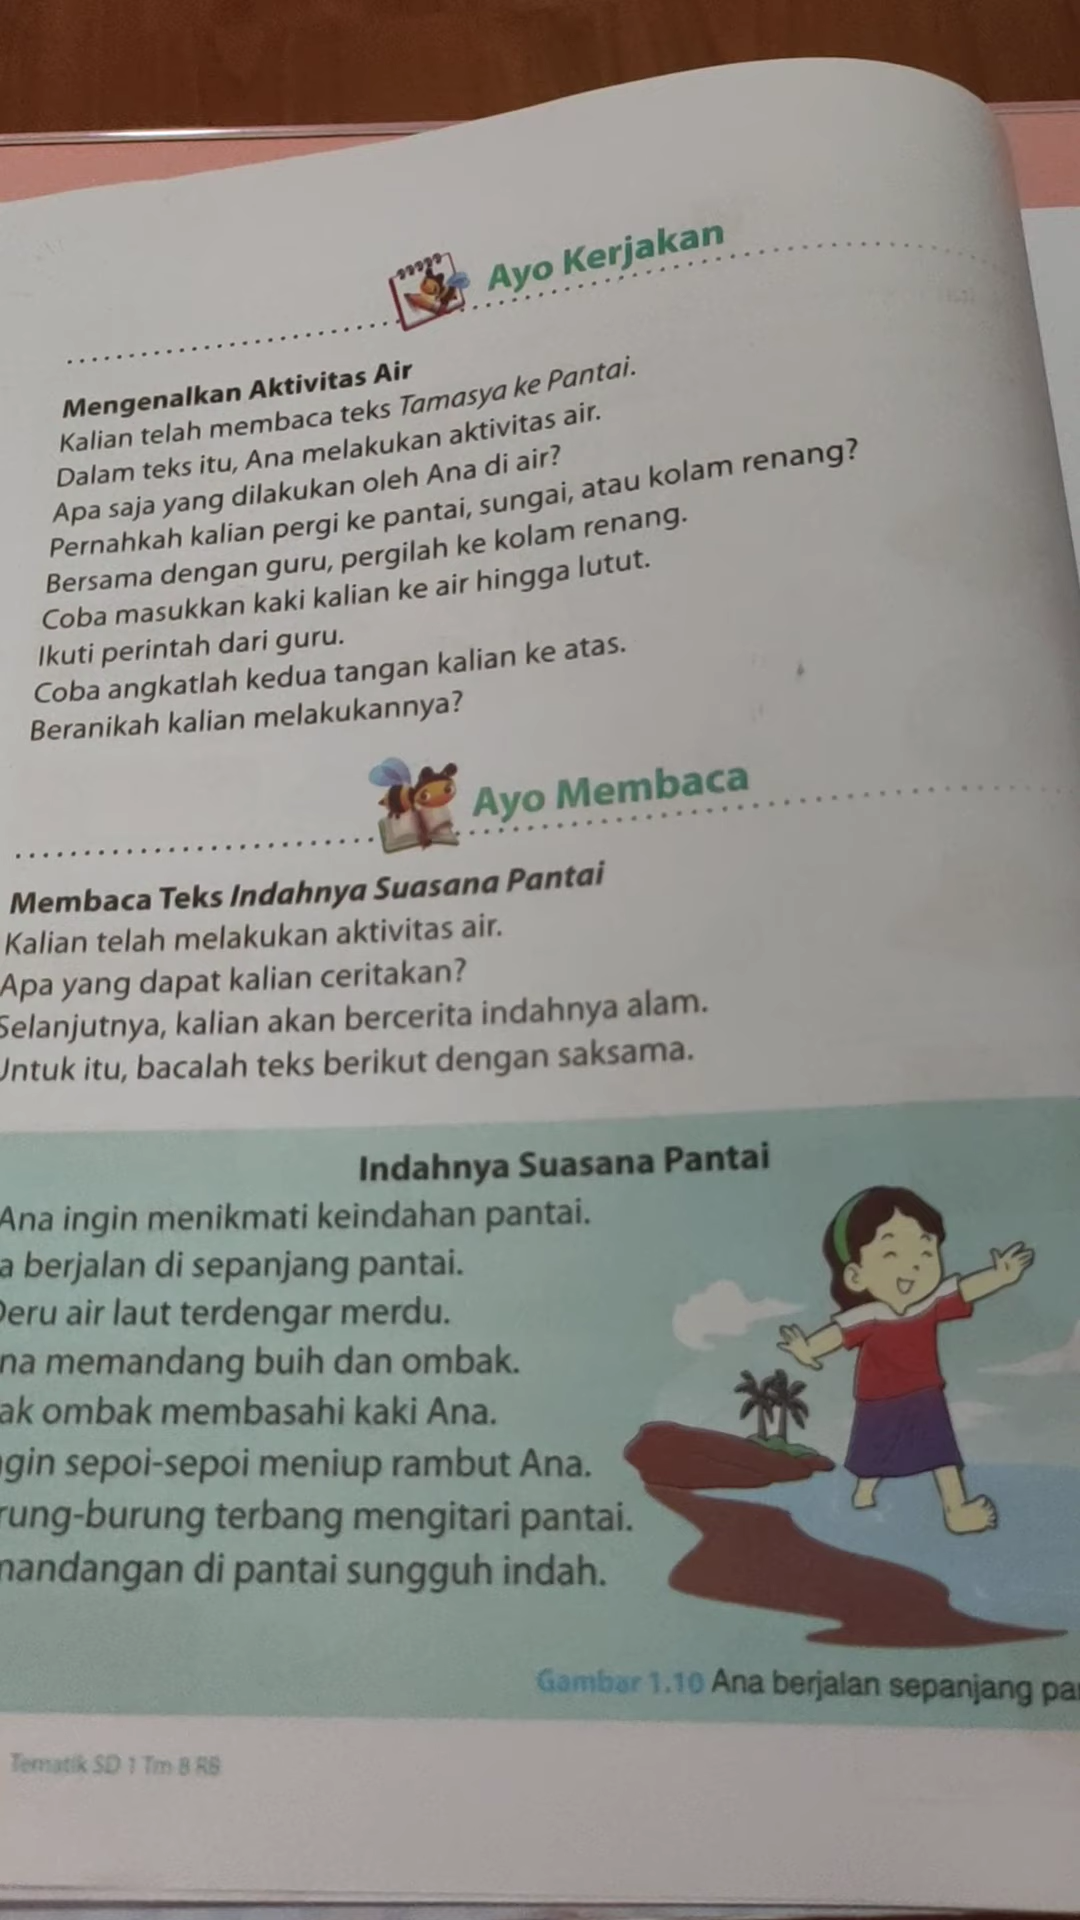 Ayo Kerjakan
Mengenalkan Aktivitas Air
Kalian telah membaca teks Tamasya ke Pantai.
Dalam teks itu, Ana melakukan aktivitas air.
Apa saja yang dilakukan oleh Ana di air?
Pernahkah kalian pergi ke pantai, sungai, atau kolam renang?
Bersama dengan guru, pergilah ke kolam renang.
Coba masukkan kaki kalian ke air hingga lutut.
Ikuti perintah dari guru.
Coba angkatlah kedua tangan kalian ke atas.
Beranikah kalian melakukannya?
Ayo Membaca
Membaca Teks Indahnya Suasana Pantai
Kalian telah melakukan aktivitas air.
Apa yang dapat kalian ceritakan?
Selanjutnya, kalian akan bercerita indahnya alam.
Untuk itu, bacalah teks berikut dengan saksama.
Indahnya Suasana Pantai
Ana ingin menikmati keindahan pantai.
a berjalan di sepanjang pantai.
Deru air laut terdengar merdu.
na memandang buih dan ombak.
ak ombak membasahi kaki Ana.
gin sepoi-sepoi meniup rambut Ana.
rung-burung terbang mengitari pantai.
mandangan di pantai sungguh indah.
Gambar 1.10 Ana berjalan sepanjang pa
Tematik SD 1 Tm 8 RB